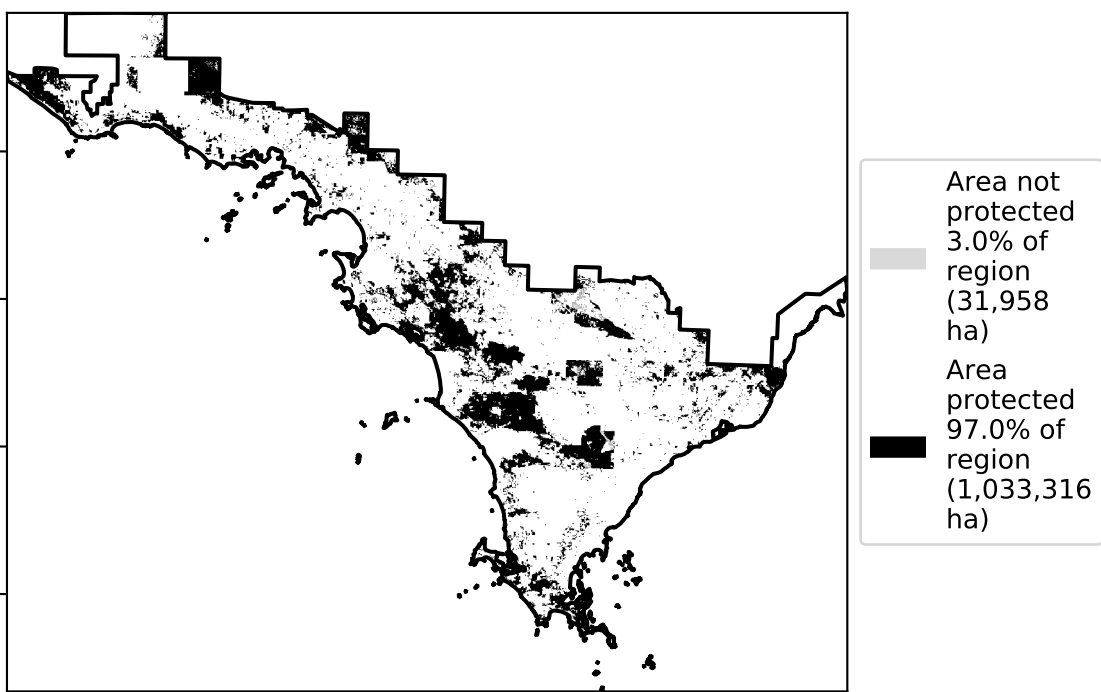 Area not
protected
3.0% of
region
(31,958
ha)
Area
protected
97.0% of
region
(1,033,316
ha)